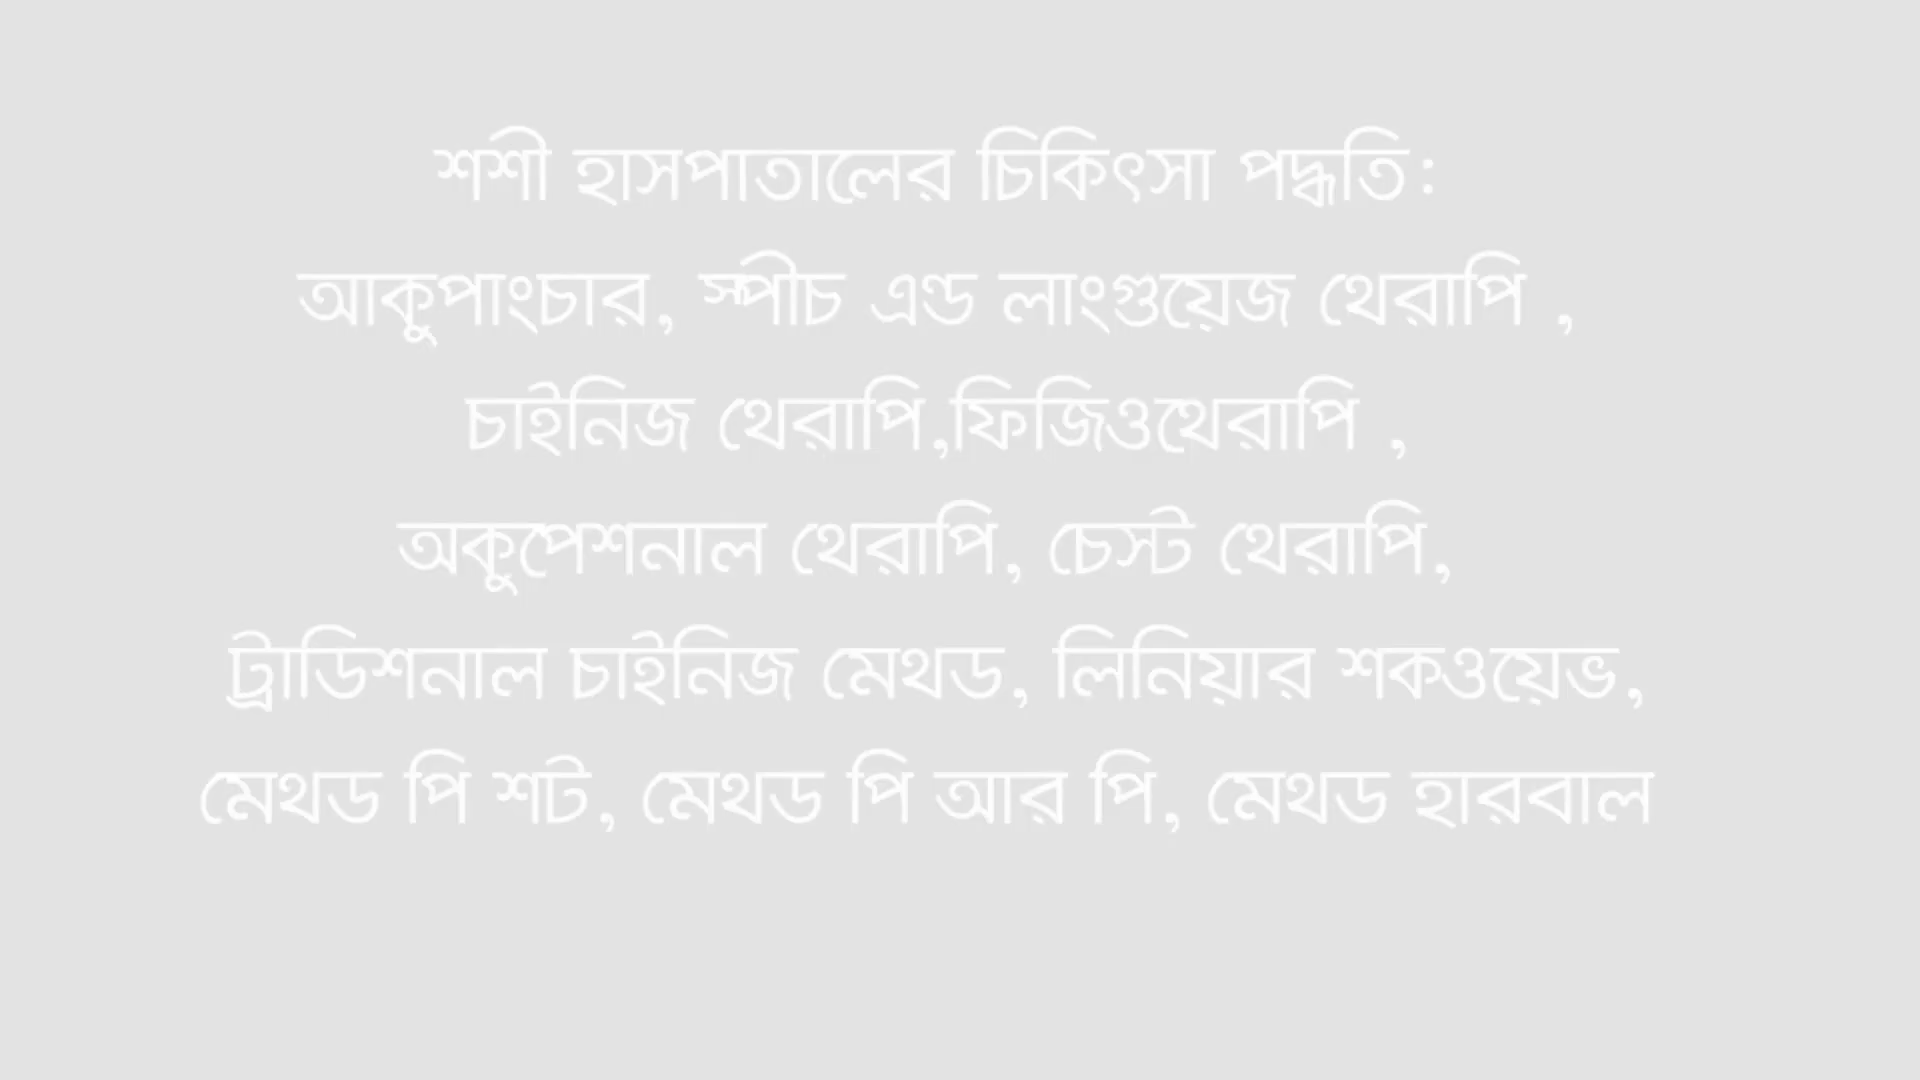 শশী হাসপাতালের চিকিৎসা পদ্ধতি:
আকুপাংচার, স্পীচ এন্ড লাংগুয়েজ থেরাপি ,
চাইনিজ থেরাপি,ফিজিওথেরাপি ,
অকুপেশনাল থেরাপি, চেস্ট থেরাপি,
ট্রাডিশনাল চাইনিজ মেথড, লিনিয়ার শকওয়েভ,
মেথড পি শট, মেথড পি আর পি, মেথড হারবাল